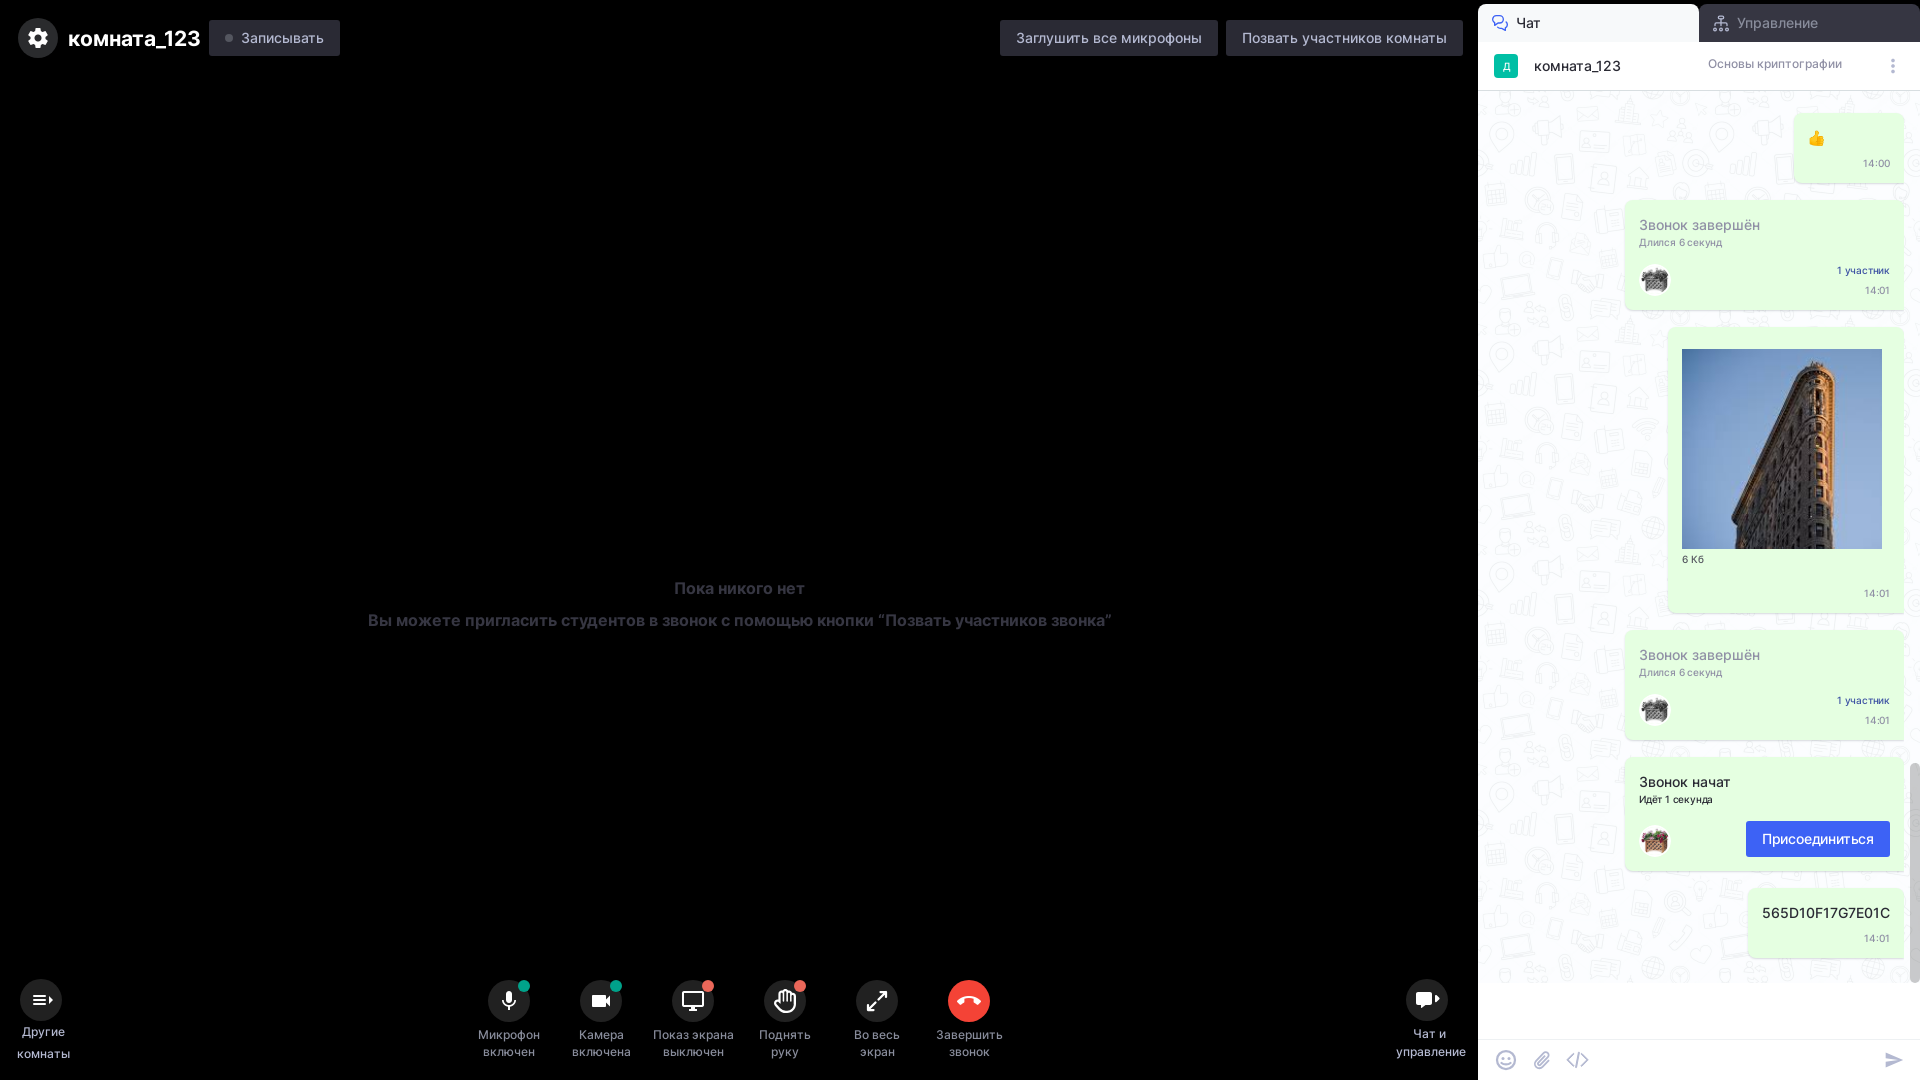 комната_123
Записывать
Заглушить все микрофоны
Позвать участников комнаты
Пока никого нет
Вы можете пригласить студентов в звонок с помощью кнопки “Позвать участников звонка”
Другие
комнаты
Микрофон
включен
Камера
включена
Показ экрана
выключен
Поднять
руку
Во весь
экран
Завершить
звонок
Чат и
управление
Чат
Управление
Д
комната_123
Основы криптографии
👍
14:00
Звонок завершён
Длился 6 секунд
1 участник
14:01
6 Кб
14:01
Звонок завершён
Длился 6 секунд
1 участник
14:01
Звонок начат
Идёт 1 секунда
Присоединиться
565D10F17G7E01C
14:01